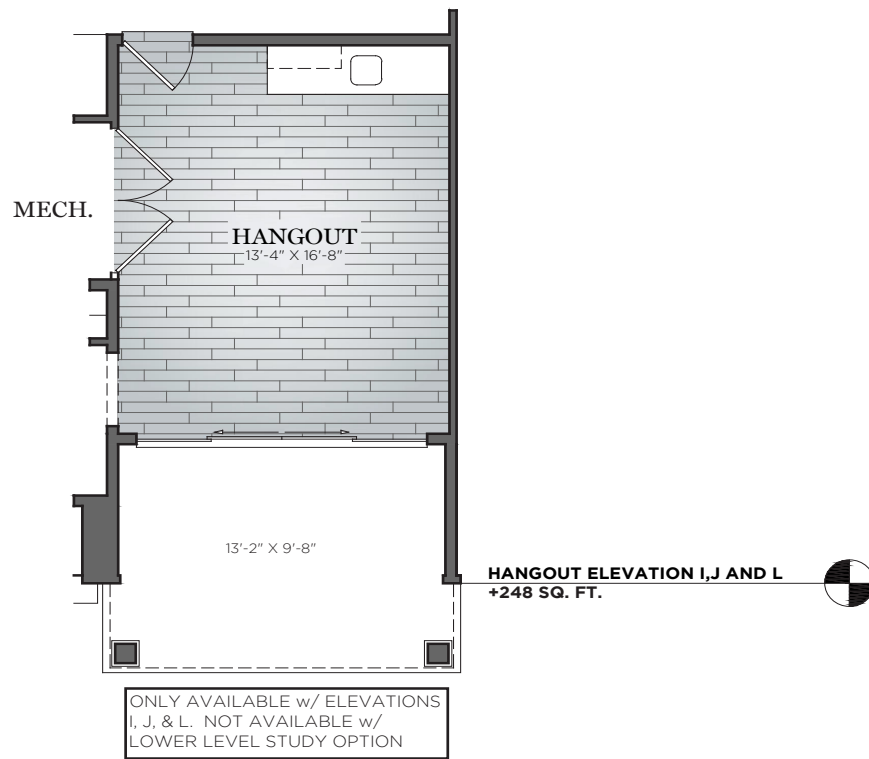 MECH.
HANGOUT
13'-4" X 16'-8"
13'-2" X 9'-8"
HANGOUT ELEVATION I,J AND L
+248 SQ. FT.
ONLY AVAILABLE w/ ELEVATIONS
I, J, & L.  NOT AVAILABLE w/
LOWER LEVEL STUDY OPTION